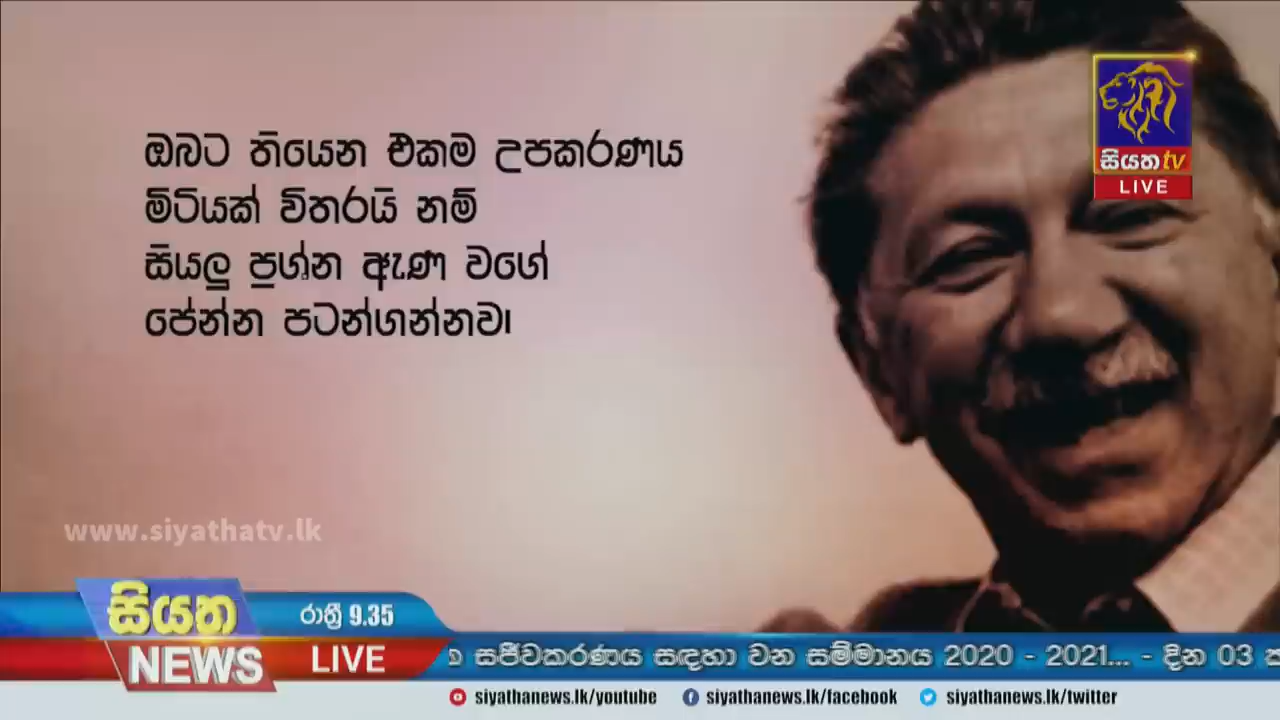 ඔබට තියෙන එකම උපකරණය
මිටියක් විතරයි නම්
සියලු ප්‍රශ්න ඇණ වගේ
පේන්න පටන්ගන්නවා
සියත tv
LIVE
www.siyathatv.lk
සියත
NEWS
රාත්‍රී 9.35
LIVE
සජීවකරණය සඳහා වන සම්මානය 2020 - 2021... - දින 03
siyathanews.lk/youtube
siyathanews.lk/facebook
siyathanews.lk/twitter